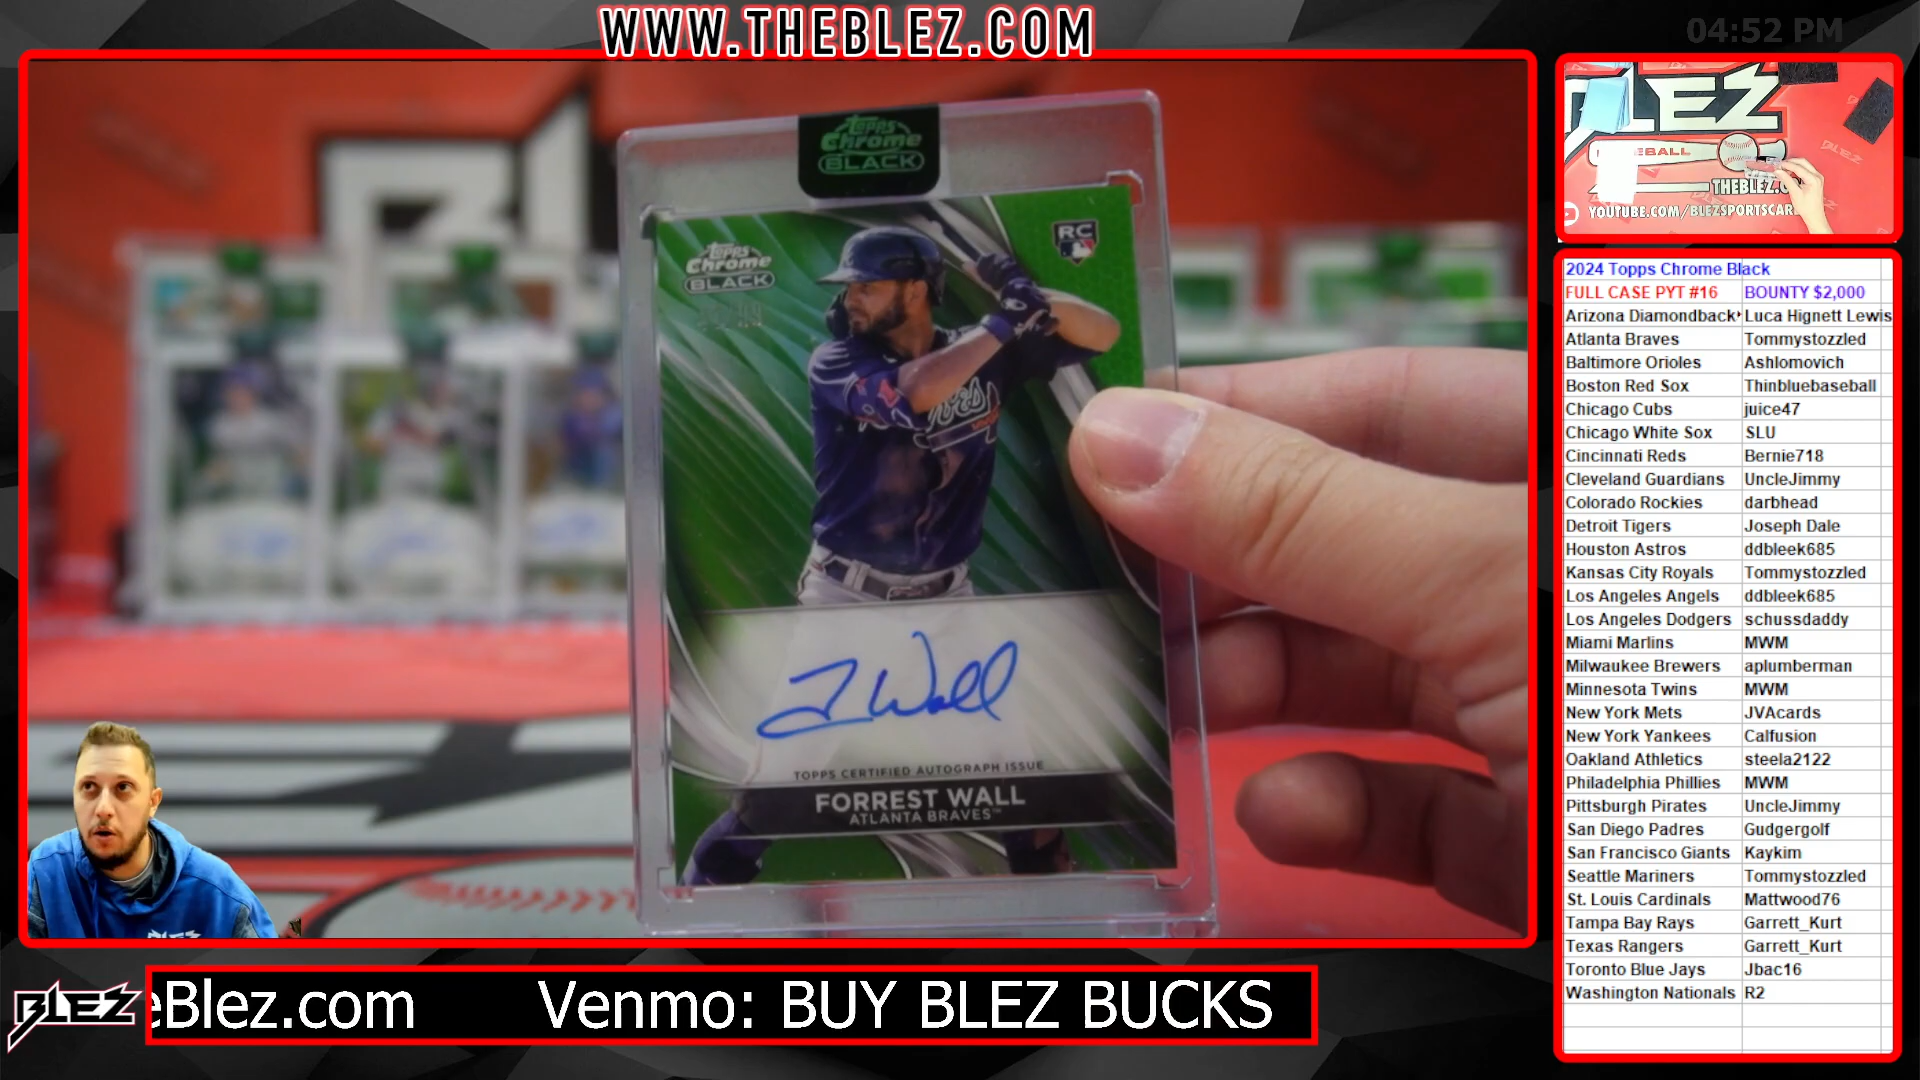 WWW.THEBLEZ.COM
04:52 PM
Topps
Chrome
BLACK
Topps
Chrome
BLACK
RC
TOPPS CERTIFIED AUTOGRAPH ISSUE
FORREST WALL
ATLANTA BRAVES™
BLEZ
THEBLEZ.C
YOUTUBE.COM/BLEZSPORTSCAR
2024 Topps Chrome Black
FULL CASE PYT #16 BOUNTY $2,000
Arizona Diamondback Luca Hignett Lewis
Atlanta Braves Tommystozzled
Baltimore Orioles Ashlomovich
Boston Red Sox Thinbluebaseball
Chicago Cubs juice47
Chicago White Sox SLU
Cincinnati Reds Bernie718
Cleveland Guardians UncleJimmy
Colorado Rockies darbhead
Detroit Tigers Joseph Dale
Houston Astros ddbleek685
Kansas City Royals Tommystozzled
Los Angeles Angels ddbleek685
Los Angeles Dodgers schussdaddy
Miami Marlins MWM
Milwaukee Brewers aplumberman
Minnesota Twins MWM
New York Mets JVAcards
New York Yankees Calfusion
Oakland Athletics steela2122
Philadelphia Phillies MWM
Pittsburgh Pirates UncleJimmy
San Diego Padres Gudgergolf
San Francisco Giants Kaykim
Seattle Mariners Tommystozzled
St. Louis Cardinals Mattwood76
Tampa Bay Rays Garrett_Kurt
Texas Rangers Garrett_Kurt
Toronto Blue Jays Jbac16
Washington Nationals R2
BLEZ
eBlez.com Venmo: BUY BLEZ BUCKS